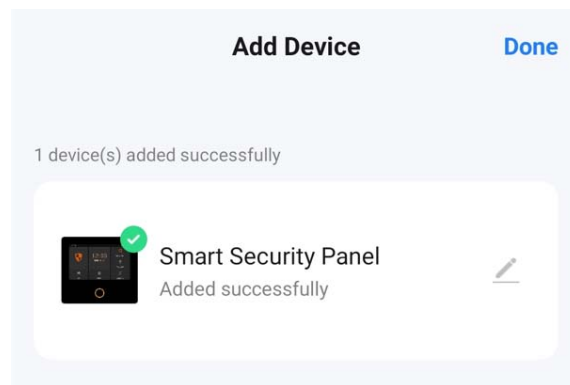 Add Device
Done
1 device(s) added successfully
Smart Security Panel
Added successfully